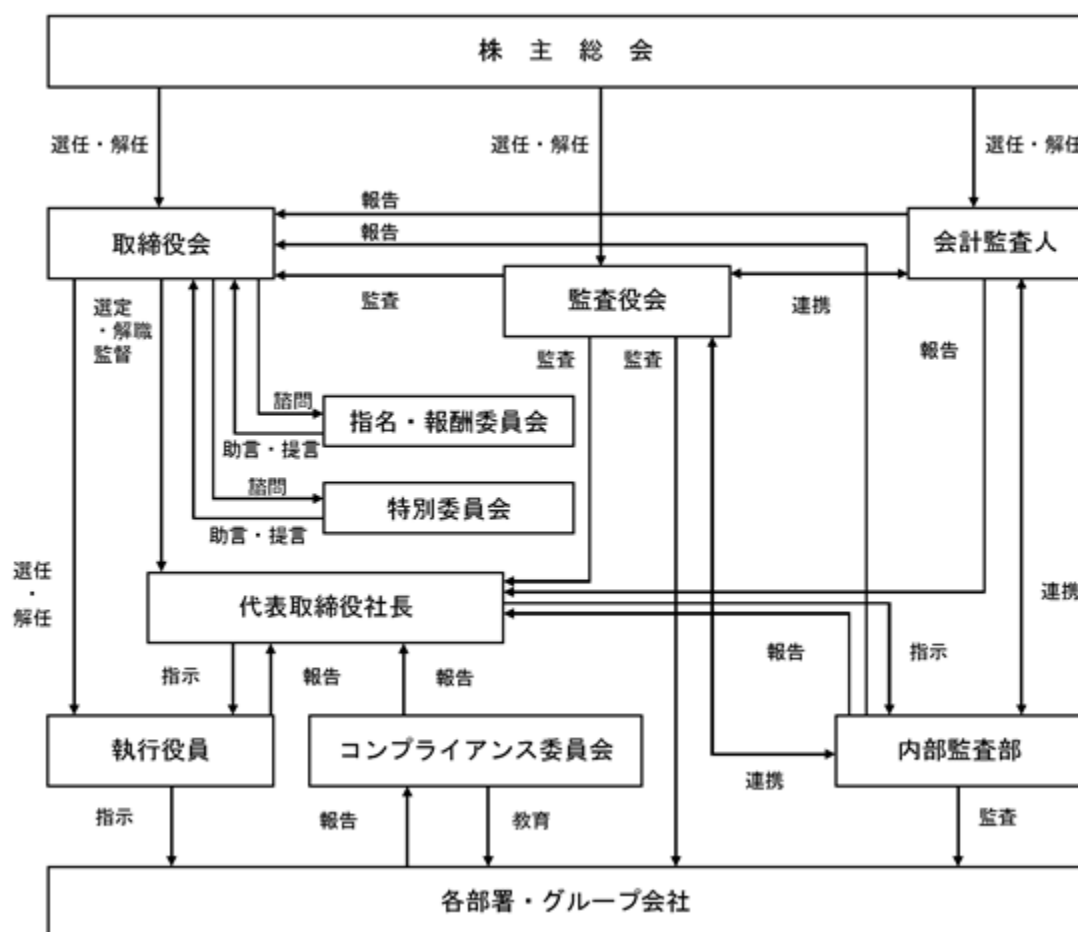 株 主 総 会
選任・解任
選任・解任
選任・解任
報告
取締役会
報告
会計監査人
監査
監査役会
連携
選定
・解職
監督
監査
監査
報告
諮問
指名・報酬委員会
助言・提言
諮問
特別委員会
助言・提言
選任
・
解任
代表取締役社長
連携
指示
報告
報告
報告
指示
執行役員
コンプライアンス委員会
内部監査部
連携
指示
報告
教育
監査
各部署・グループ会社